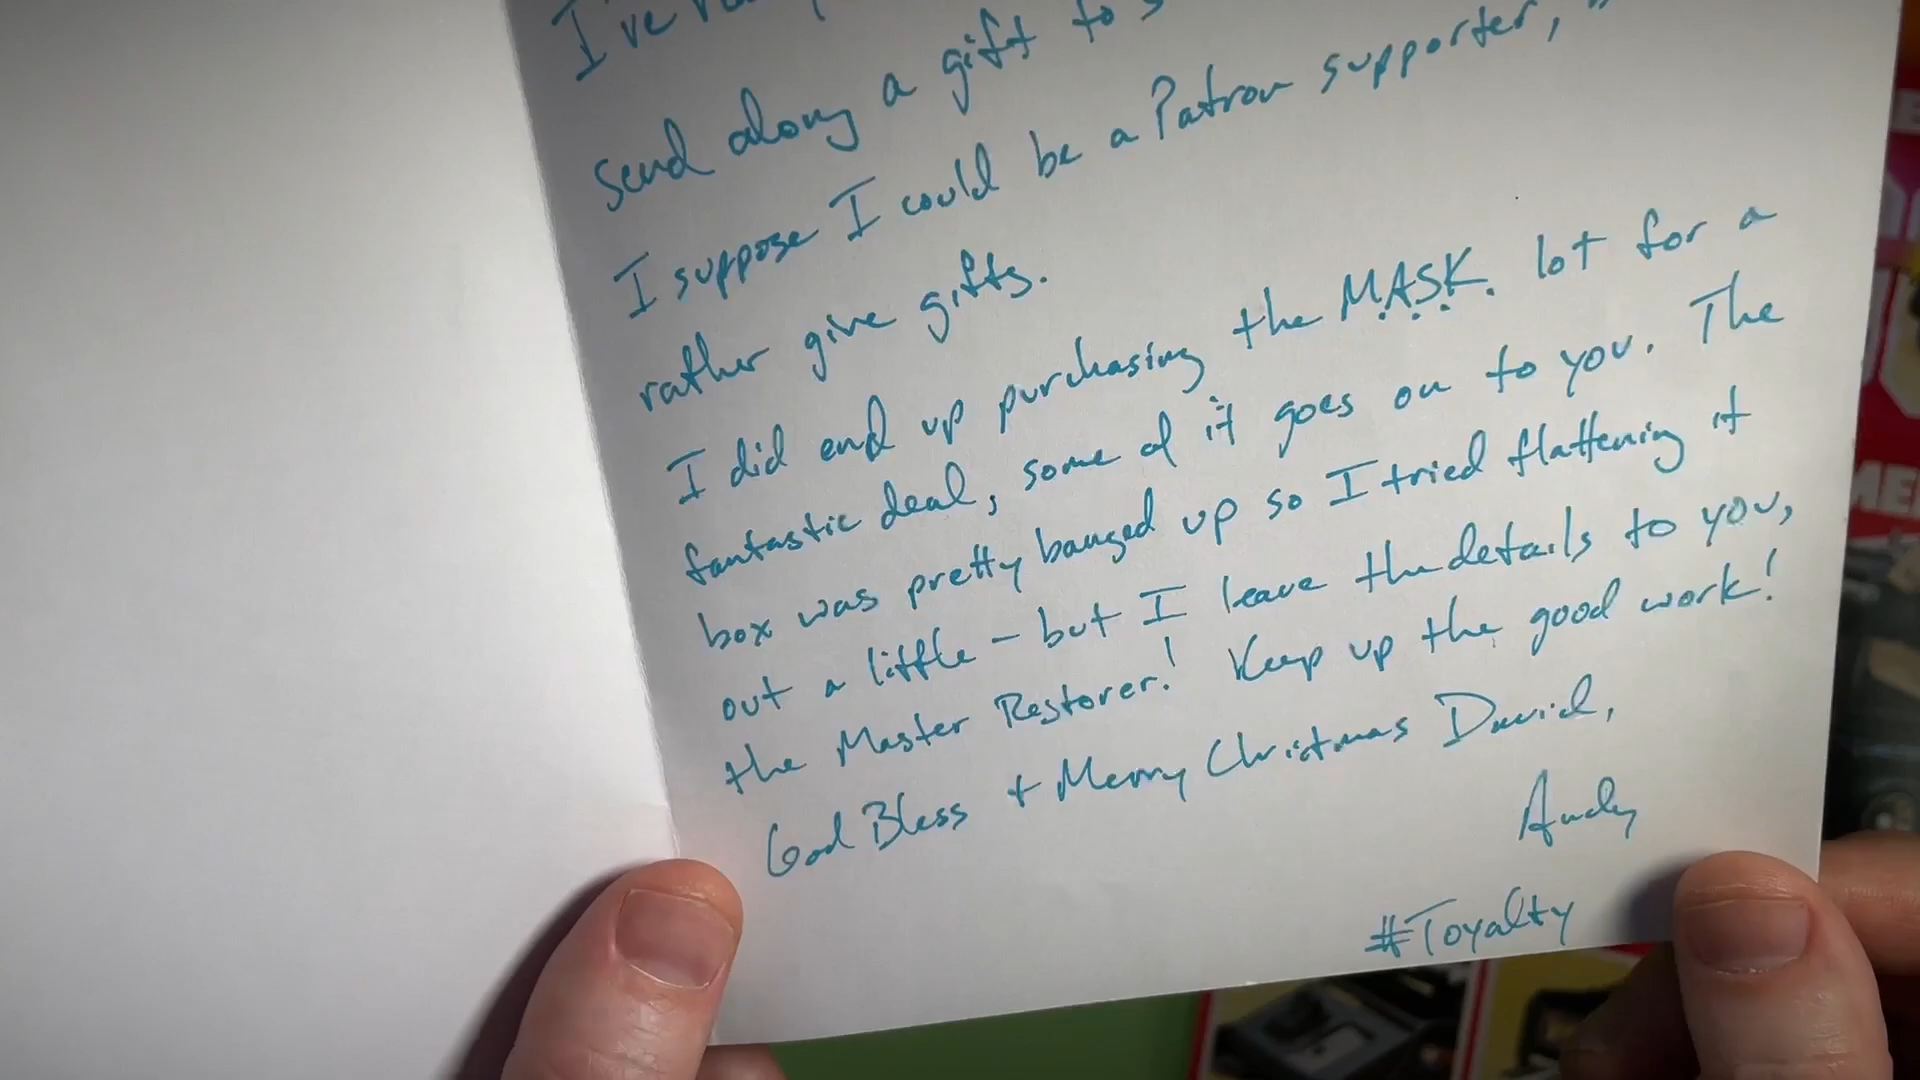 I've
send along a gift to
I suppose I could be a Patron supporter,
rather give gifts.
I did end up purchasing the M.A.S.K. lot for a
fantastic deal, some of it goes on to you. The
box was pretty banged up so I tried flattening it
out a little - but I leave the details to you,
the Master Restorer! Keep up the good work!
God Bless + Merry Christmas David,
Andy
#Toyalty